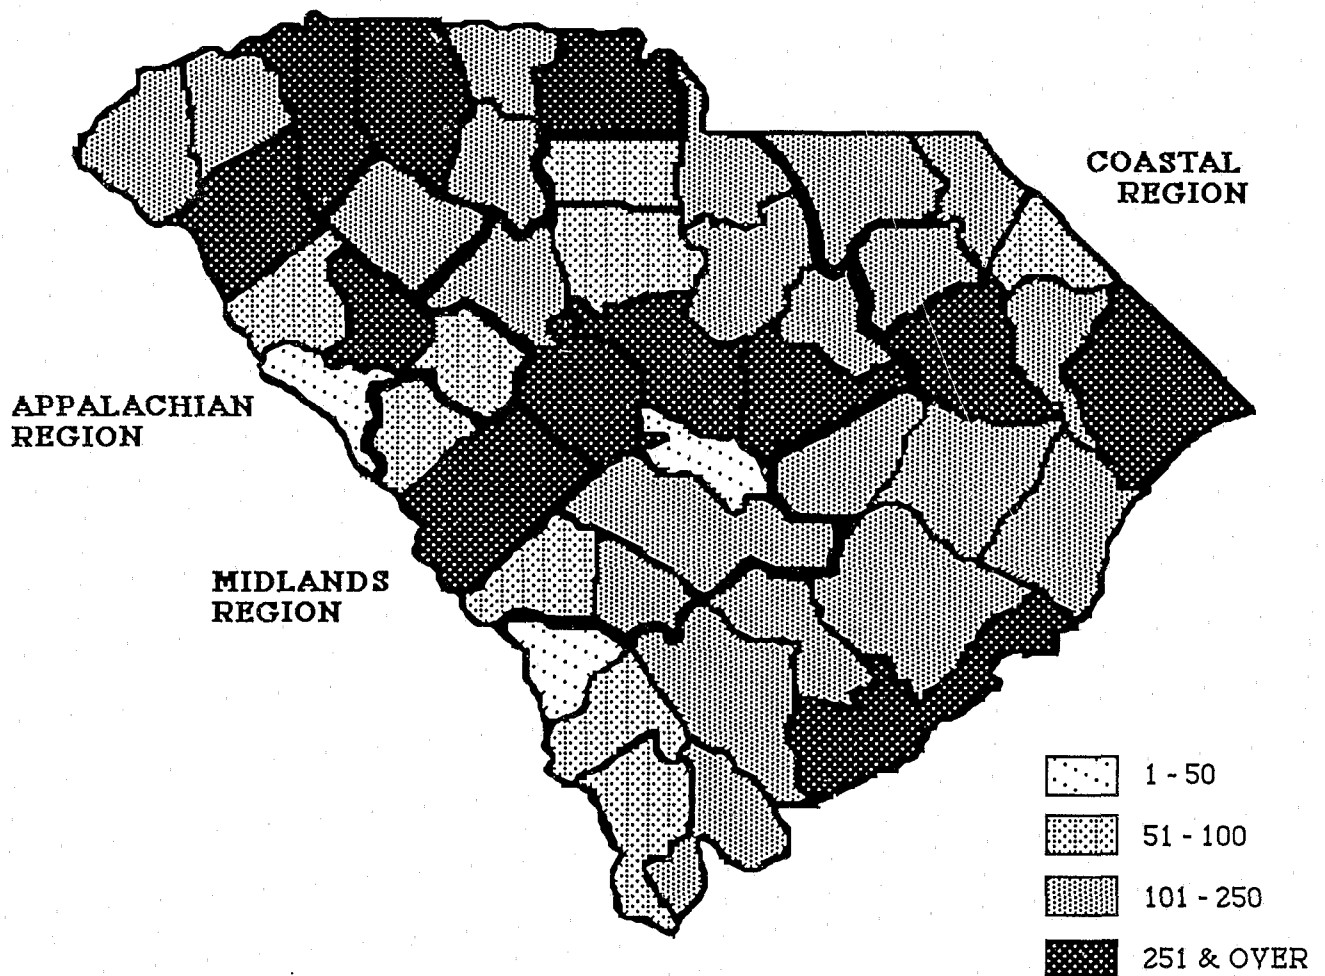 COASTAL
REGION
APPALACHIAN
REGION
MIDLANDS
REGION
1 - 50
51 - 100
101 - 250
251 & OVER